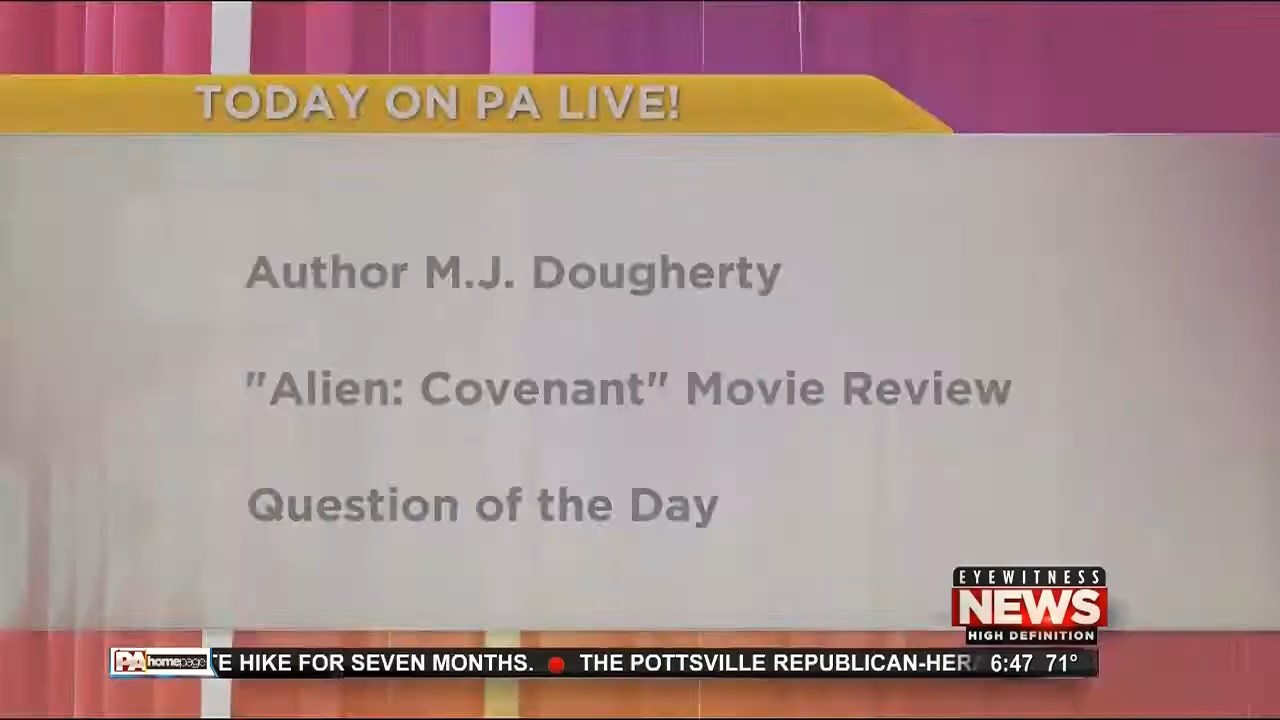 TODAY ON PA LIVE!
Author M.J. Dougherty
"Alien: Covenant" Movie Review
Question of the Day
EYEWITNESS
NEWS
HIGH DEFINITION
PA homepage E HIKE FOR SEVEN MONTHS. THE POTTSVILLE REPUBLICAN-HER 6:47 71°